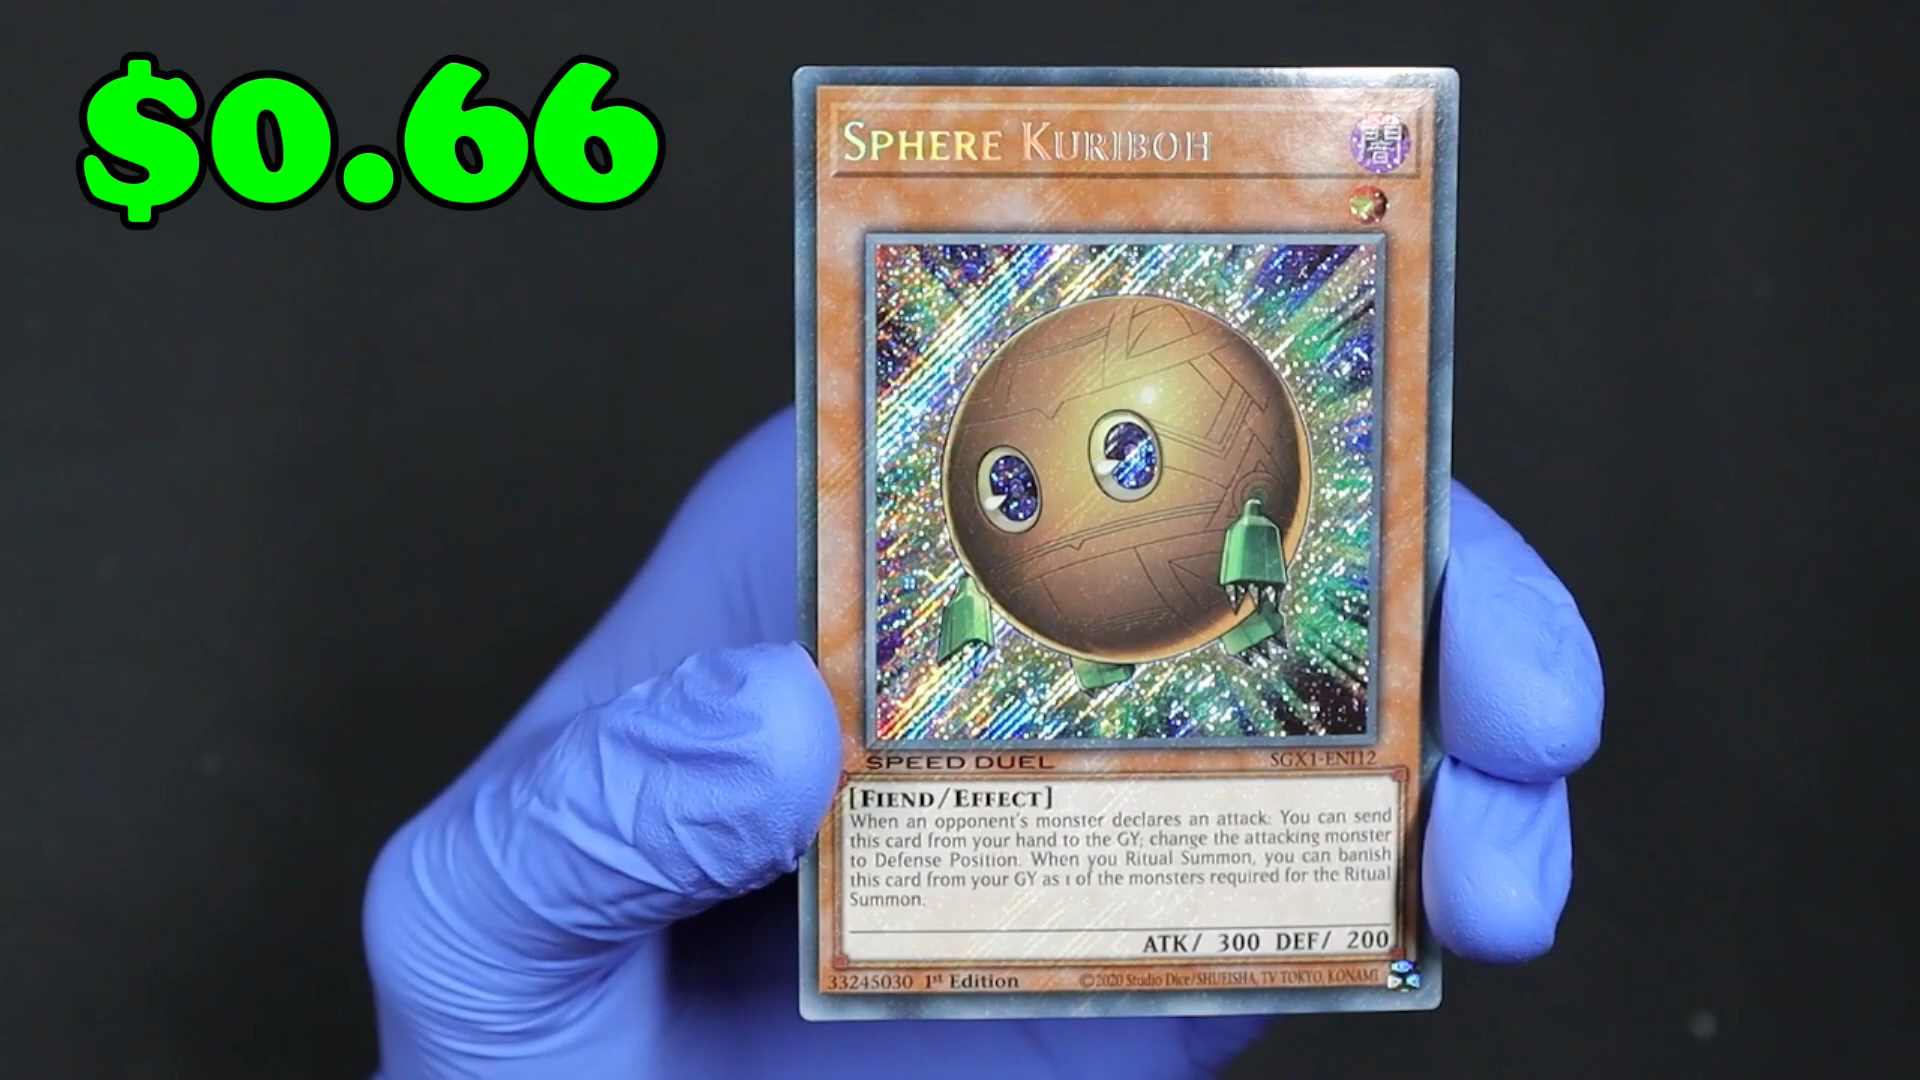 $0.66
SPHERE KURIBOH
闇
SPEED DUEL
SGX1-ENI12
[FIEND/EFFECT]
When an opponent's monster declares an attack: You can send
this card from your hand to the GY; change the attacking monster
to Defense Position. When you Ritual Summon, you can banish
this card from your GY as 1 of the monsters required for the Ritual
Summon.
ATK/ 300 DEF/ 200
33245030 1st Edition
©2020 Studio Dice/SHUEISHA, TV TOKYO, KONAMI